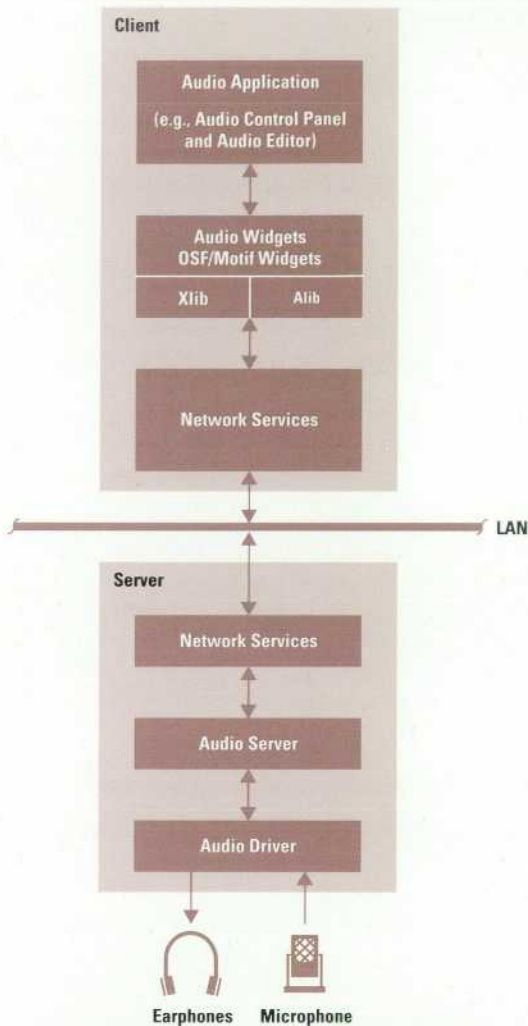 Client
Audio Application
(e.g., Audio Control Panel
and Audio Editor)
Audio Widgets
OSF/Motif Widgets
Xlib
Alib
Network Services
LAN
Server
Network Services
Audio Server
Audio Driver
Earphones
Microphone